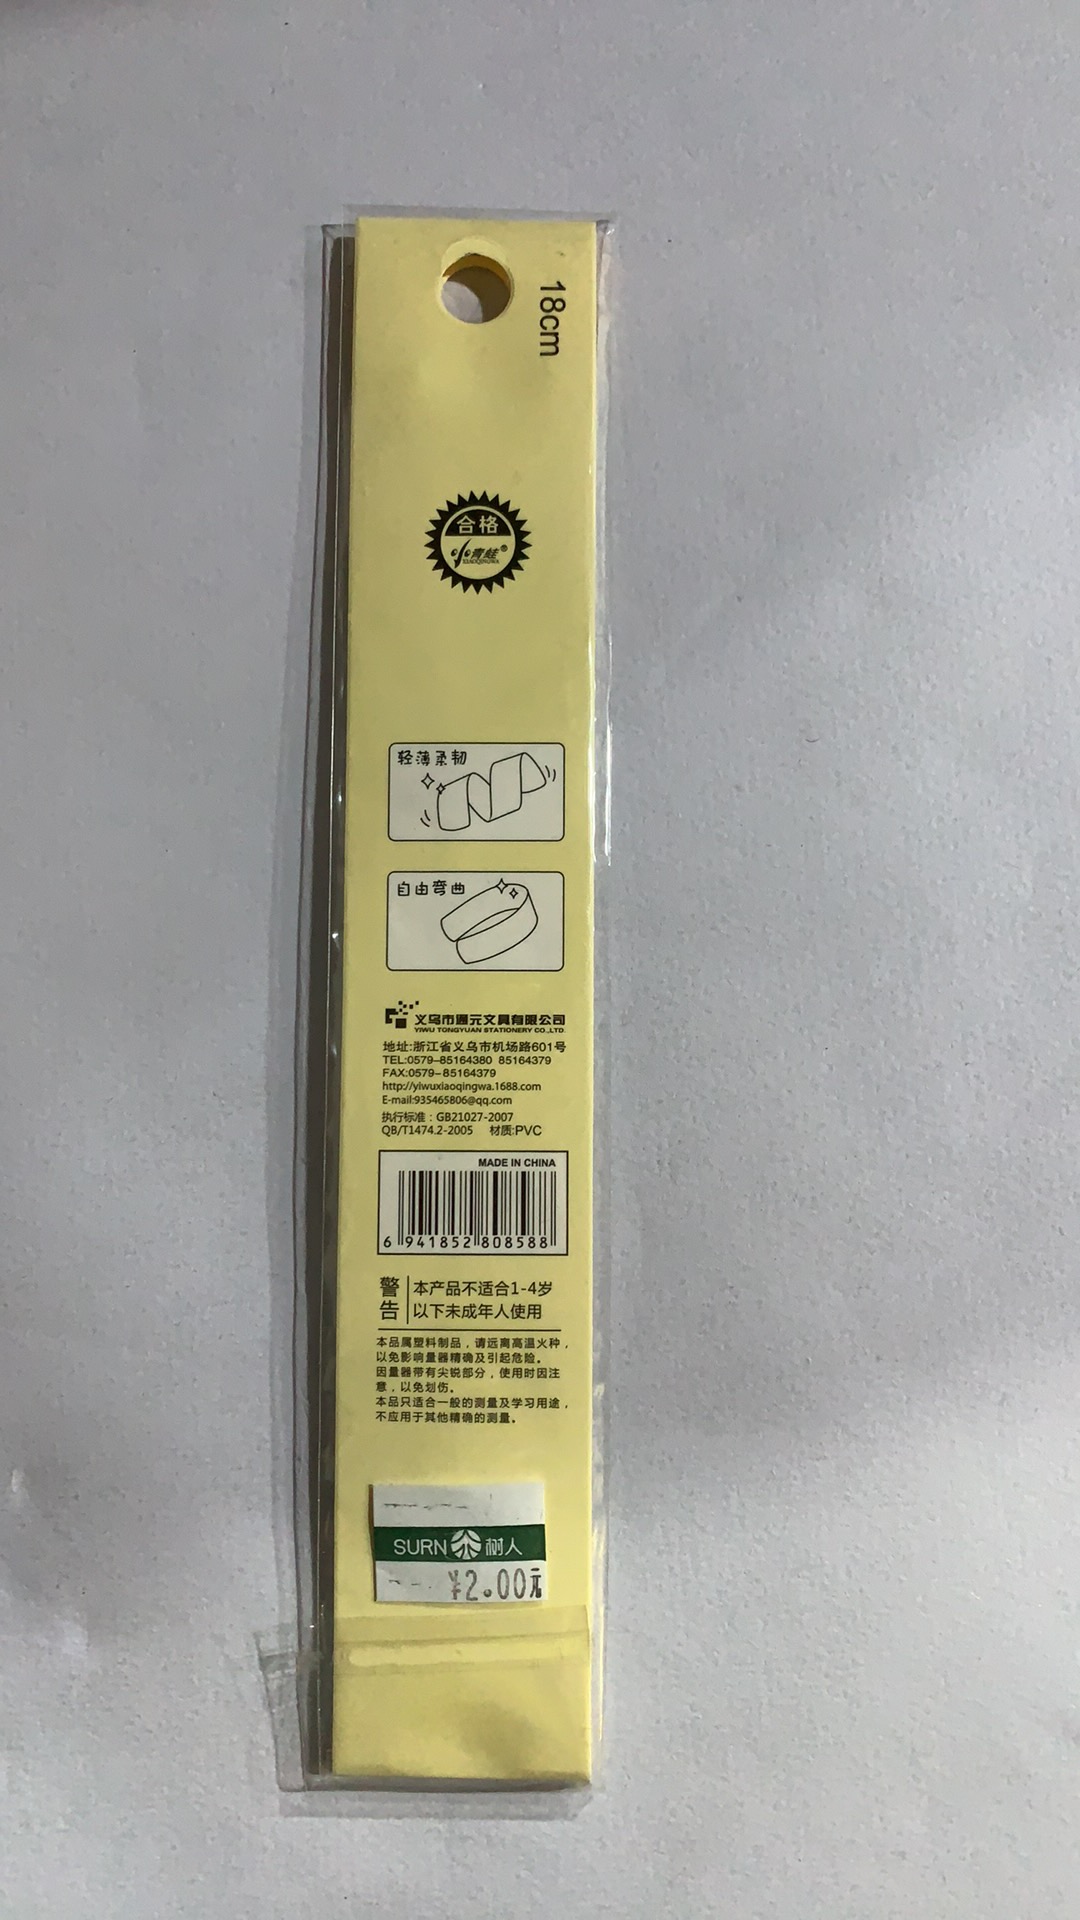 18cm
合格
小青蛙®
XIAOQINGWA
轻薄柔韧
自由弯曲
义乌市通元文具有限公司
YIWU TONGYUAN STATIONERY CO.,LTD.
地址:浙江省义乌市机场路601号
TEL:0579-85164380 85164379
FAX:0579-85164379
http://yiwuxiaoqingwa.1688.com
E-mail:935465806@qq.com
执行标准：GB21027-2007
QB/T1474.2-2005 材质:PVC
MADE IN CHINA
6 941852 808588
警告
本产品不适合1-4岁
以下未成年人使用
本品属塑料制品，请远离高温火种，
以免影响量器精确及引起危险。
因量器带有尖锐部分，使用时因注
意，以免划伤。
本品只适合一般的测量及学习用途，
不应用于其他精确的测量。
SURN 树人
¥2.00元